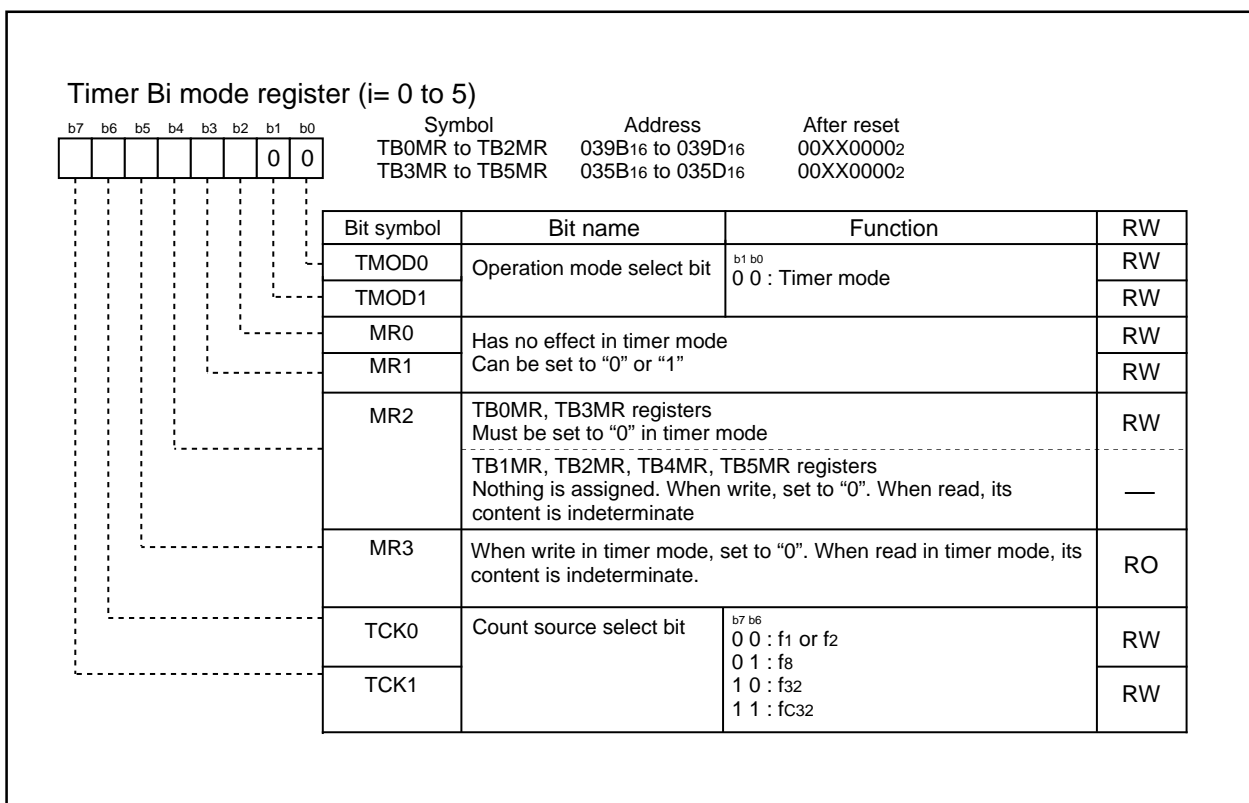 Timer Bi mode register (i= 0 to 5)
b7 b6 b5 b4 b3 b2 b1 b0
0 0
Symbol Address After reset
TB0MR to TB2MR 039B16 to 039D16 00XX00002
TB3MR to TB5MR 035B16 to 035D16 00XX00002
Bit symbol Bit name Function RW
TMOD0 Operation mode select bit b1 b0 RW
0 0 : Timer mode
TMOD1 RW
MR0 Has no effect in timer mode RW
MR1 Can be set to “0” or “1” RW
MR2 TB0MR, TB3MR registers RW
Must be set to “0” in timer mode
TB1MR, TB2MR, TB4MR, TB5MR registers
Nothing is assigned. When write, set to “0”. When read, its —
content is indeterminate
MR3 When write in timer mode, set to “0”. When read in timer mode, its RO
content is indeterminate.
TCK0 Count source select bit b7 b6 RW
0 0 : f1 or f2
0 1 : f8
TCK1 1 0 : f32 RW
1 1 : fC32